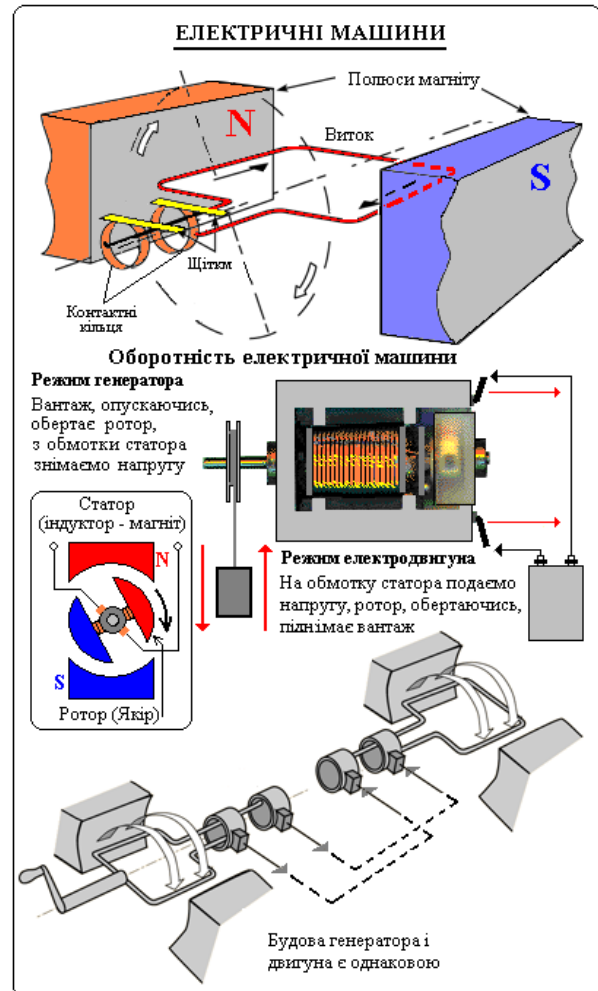 ЕЛЕКТРИЧНІ МАШИНИ
Полюси магніту
N
Виток
S
Щіткм
Контактні
кільця
Оборотність електричної машини
Режим генератора
Вантаж, опускаючись,
обертає ротор,
з обмотки статора
знімаємо напругу
Статор
(індуктор - магніт)
N
S
Ротор (Якір)
Режим електродвигуна
На обмотку статора подаємо
напругу, ротор, обертаючись,
піднімає вантаж
Будова генератора і
двигуна є однаковою